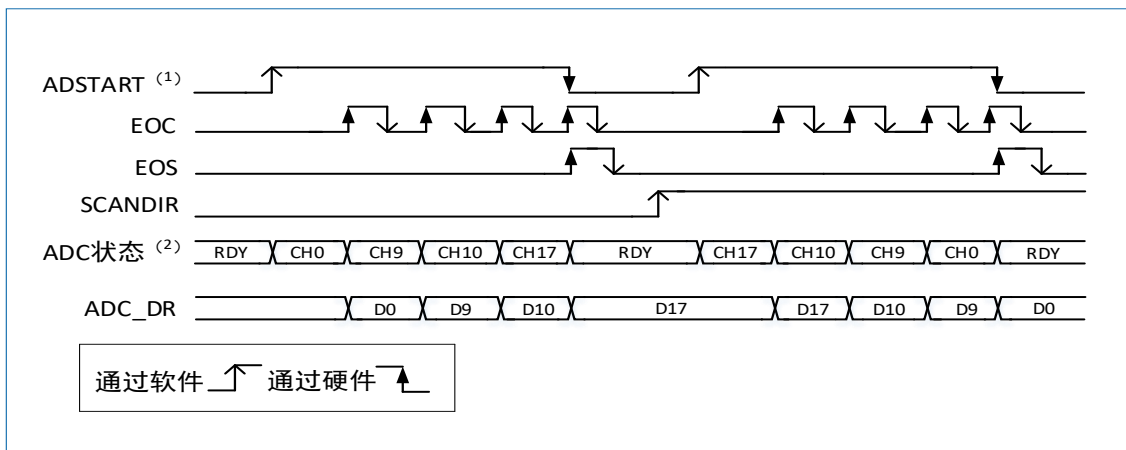 ADSTART (1)
EOC
EOS
SCANDIR
ADC状态 (2) RDY CH0 CH9 CH10 CH17 RDY CH17 CH10 CH9 CH0 RDY
ADC_DR D0 D9 D10 D17 D17 D10 D9 D0
通过软件 通过硬件